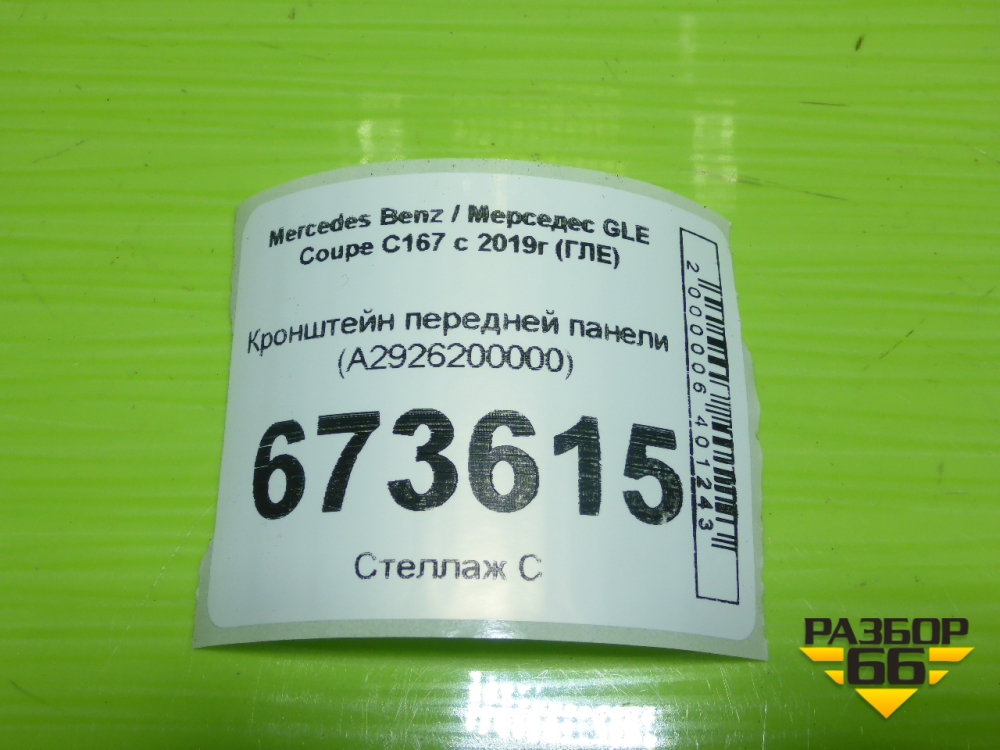 Mercedes Benz / Мерседес GLE
Coupe C167 с 2019г (ГЛЕ)
Кронштейн передней панели
(A2926200000)
673615
Стеллаж С
2000006401243
РАЗБОР
66